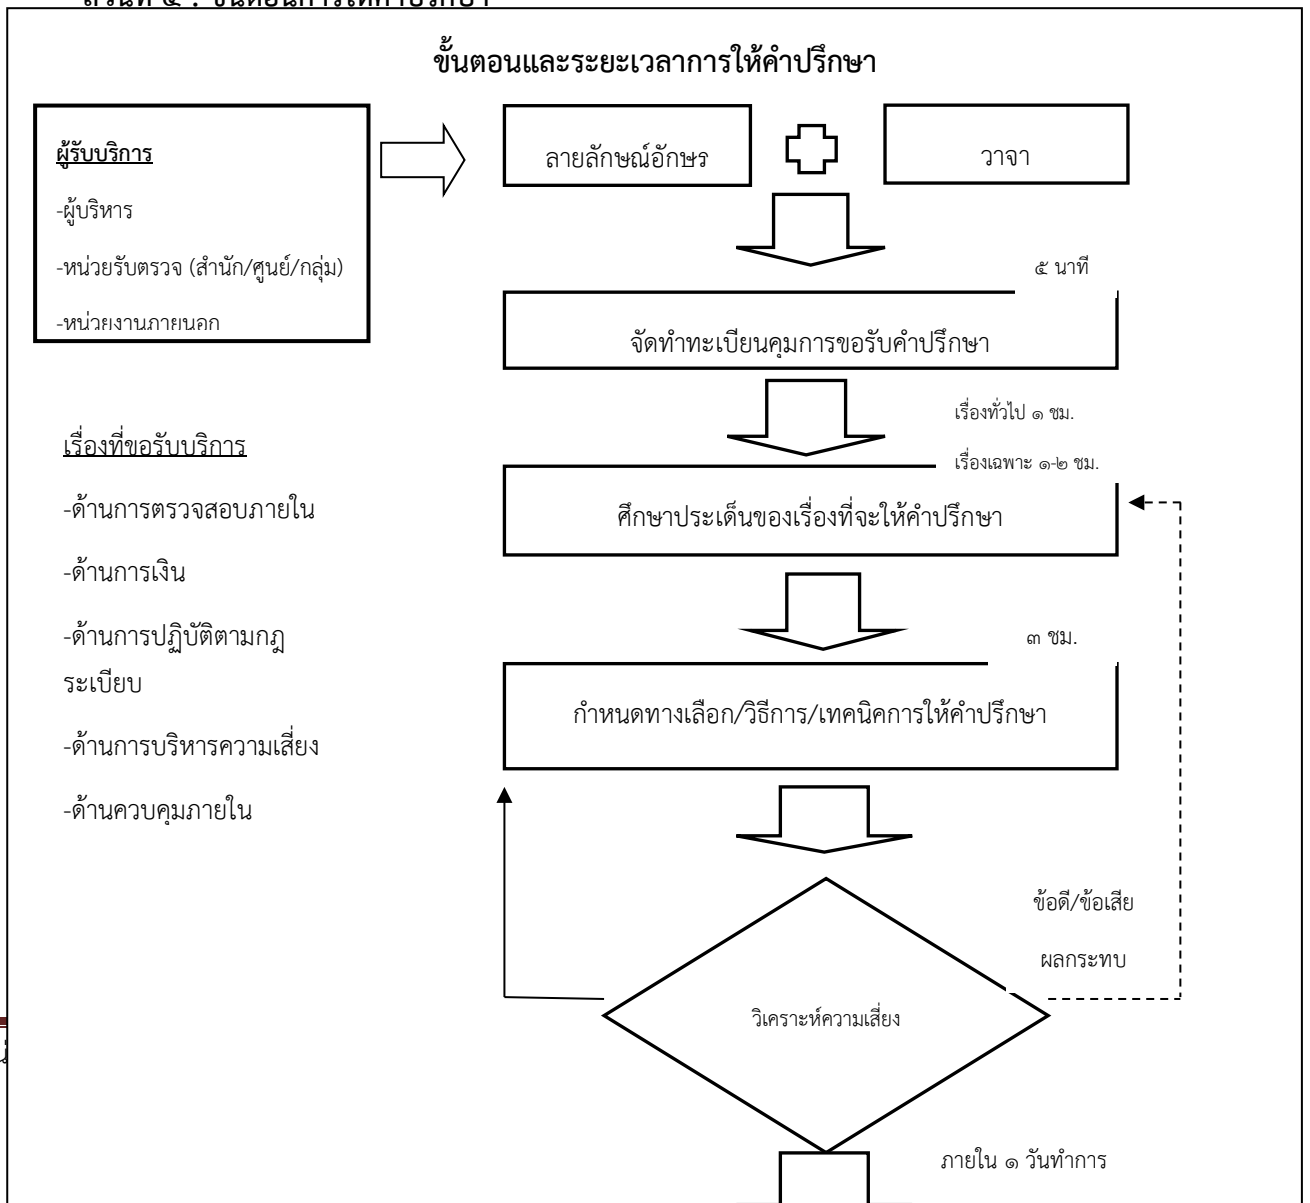 ขั้นตอนและระยะเวลาการให้คำปรึกษา
ผู้รับบริการ
-ผู้บริหาร
-หน่วยรับตรวจ (สำนัก/ศูนย์/กลุ่ม)
-หน่วยงานภายนอก
ลายลักษณ์อักษร
วาจา
๕ นาที
จัดทำทะเบียนคุมการขอรับคำปรึกษา
เรื่องทั่วไป ๑ ชม.
เรื่องเฉพาะ ๑-๒ ชม.
ศึกษาประเด็นของเรื่องที่จะให้คำปรึกษา
เรื่องที่ขอรับบริการ
-ด้านการตรวจสอบภายใน
-ด้านการเงิน
-ด้านการปฏิบัติตามกฎ
ระเบียบ
-ด้านการบริหารความเสี่ยง
-ด้านควบคุมภายใน
๓ ชม.
กำหนดทางเลือก/วิธีการ/เทคนิคการให้คำปรึกษา
ข้อดี/ข้อเสีย
ผลกระทบ
วิเคราะห์ความเสี่ยง
ภายใน ๑ วันทำการ